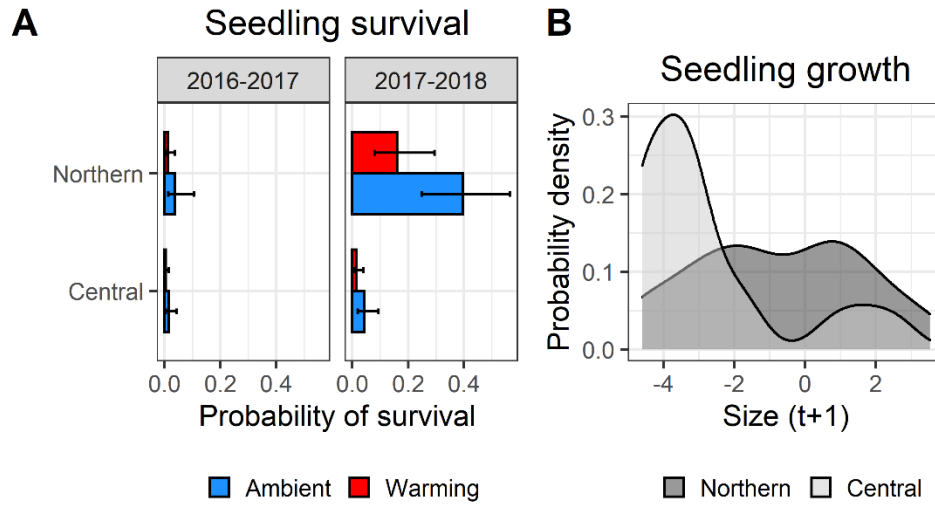 A
Seedling survival
2016-2017
2017-2018
Northern
Central
0.0 0.2 0.4
0.0 0.2 0.4
Probability of survival
Ambient
Warming
B
Seedling growth
Probability density
0.3
0.2
0.1
0.0
-4 -2 0 2
Size (t+1)
Northern
Central